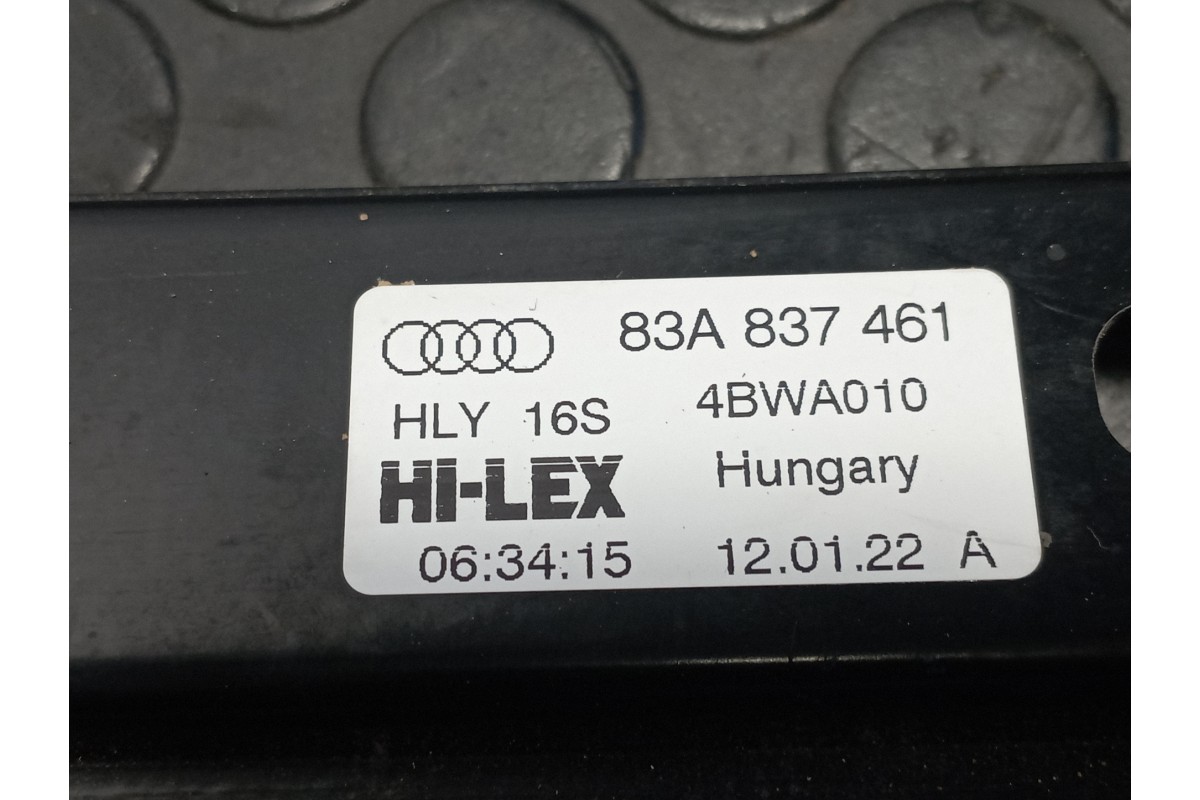 83A 837 461
HLY 16S 4BWA010
HI-LEX Hungary
06:34:15 12.01.22 A